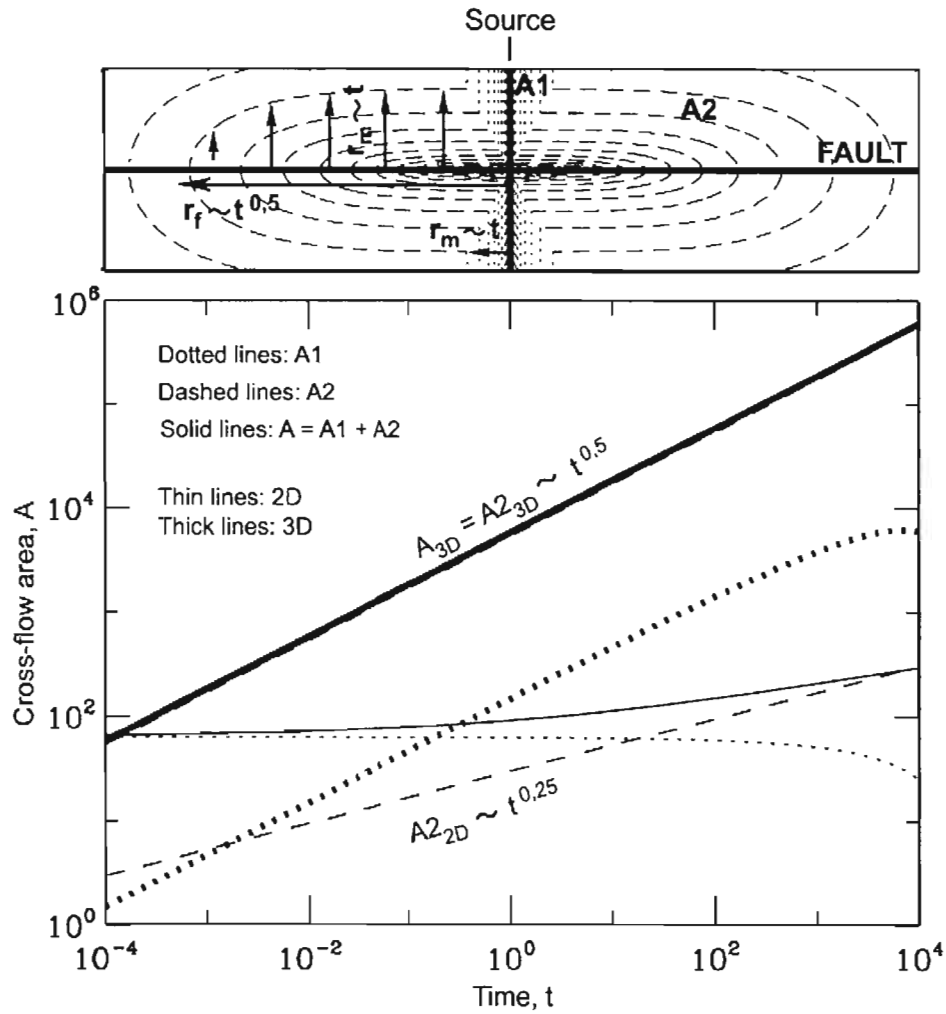 Source
A1
A2
FAULT
r_m ~ t
r_f ~ t^0,5
r_m ~ t
10^6
10^4
10^2
10^0
Cross-flow area, A
Dotted lines: A1
Dashed lines: A2
Solid lines: A = A1 + A2
Thin lines: 2D
Thick lines: 3D
A_3D = A2_3D ~ t^0,5
A2_2D ~ t^0,25
10^-4 10^-2 10^0 10^2 10^4
Time, t